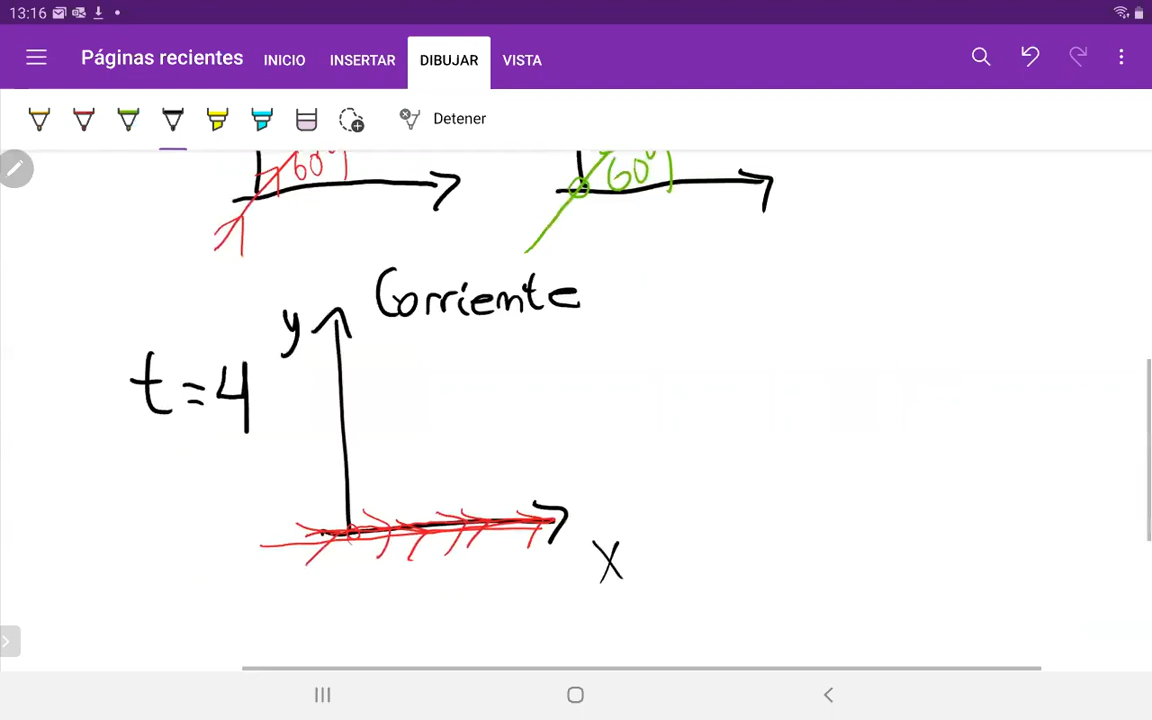 13:16
Páginas recientes INICIO INSERTAR DIBUJAR VISTA
Detener
60°
60°
Corriente
y
t=4
x